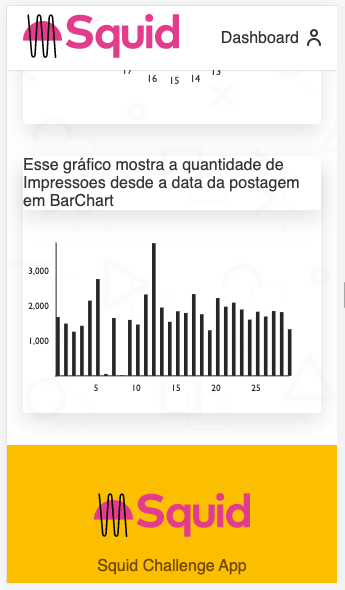 Squid
Dashboard
17
16
15
14
13
Esse gráfico mostra a quantidade de
Impressoes desde a data da postagem
em BarChart
3,000
2,000
1,000
5
10
15
20
25
Squid
Squid Challenge App